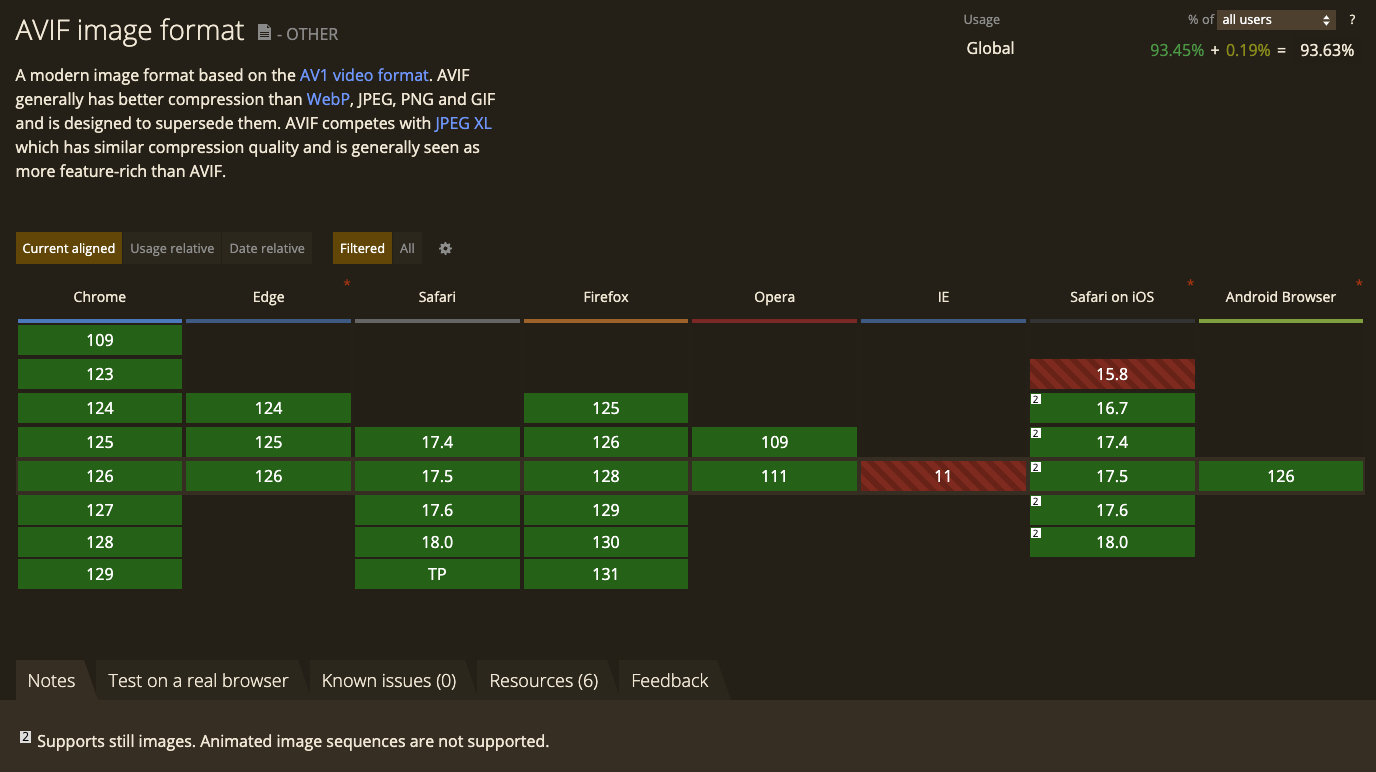 AVIF image format - OTHER
Usage % of all users ?
Global 93.45% + 0.19% = 93.63%
A modern image format based on the AV1 video format. AVIF
generally has better compression than WebP, JPEG, PNG and GIF
and is designed to supersede them. AVIF competes with JPEG XL
which has similar compression quality and is generally seen as
more feature-rich than AVIF.
Current aligned Usage relative Date relative Filtered All
Chrome Edge * Safari Firefox Opera IE Safari on iOS * Android Browser *
109
123 15.8
124 124 125 2 16.7
125 125 17.4 126 109 2 17.4
126 126 17.5 128 111 11 2 17.5 126
127 17.6 129 2 17.6
128 18.0 130 2 18.0
129 TP 131
Notes Test on a real browser Known issues (0) Resources (6) Feedback
2 Supports still images. Animated image sequences are not supported.